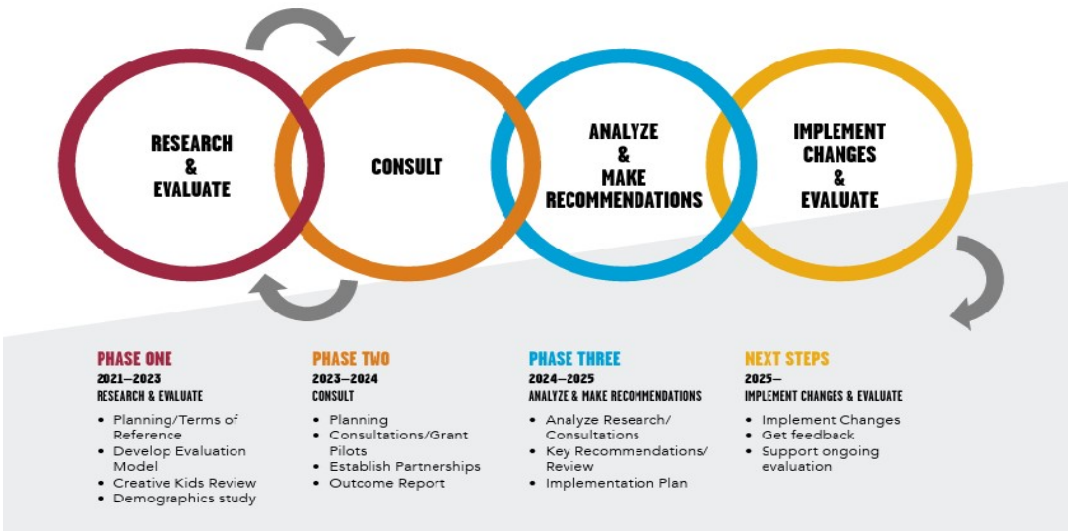 RESEARCH
&
EVALUATE
CONSULT
ANALYZE
&
MAKE
RECOMMENDATIONS
IMPLEMENT
CHANGES
&
EVALUATE
PHASE ONE
2021—2023
RESEARCH & EVALUATE
• Planning/Terms of
Reference
• Develop Evaluation
Model
• Creative Kids Review
• Demographics study
PHASE TWO
2023—2024
CONSULT
• Planning
• Consultations/Grant
Pilots
• Establish Partnerships
• Outcome Report
PHASE THREE
2024—2025
ANALYZE & MAKE RECOMMENDATIONS
• Analyze Research/
Consultations
• Key Recommendations/
Review
• Implementation Plan
NEXT STEPS
2025—
IMPLEMENT CHANGES & EVALUATE
• Implement Changes
• Get feedback
• Support ongoing
evaluation